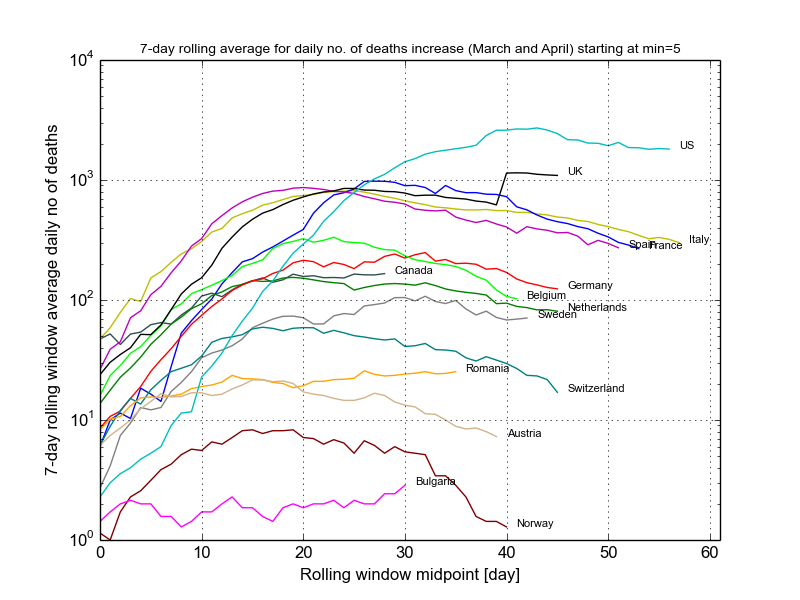 7-day rolling average for daily no. of deaths increase (March and April) starting at min=5
7-day rolling average daily no of deaths
10^4
10^3
10^2
10^1
10^0
US
UK
Italy
Spain
France
Canada
Germany
Belgium
Netherlands
Sweden
Romania
Switzerland
Austria
Bulgaria
Norway
0 10 20 30 40 50 60
Rolling window midpoint [day]